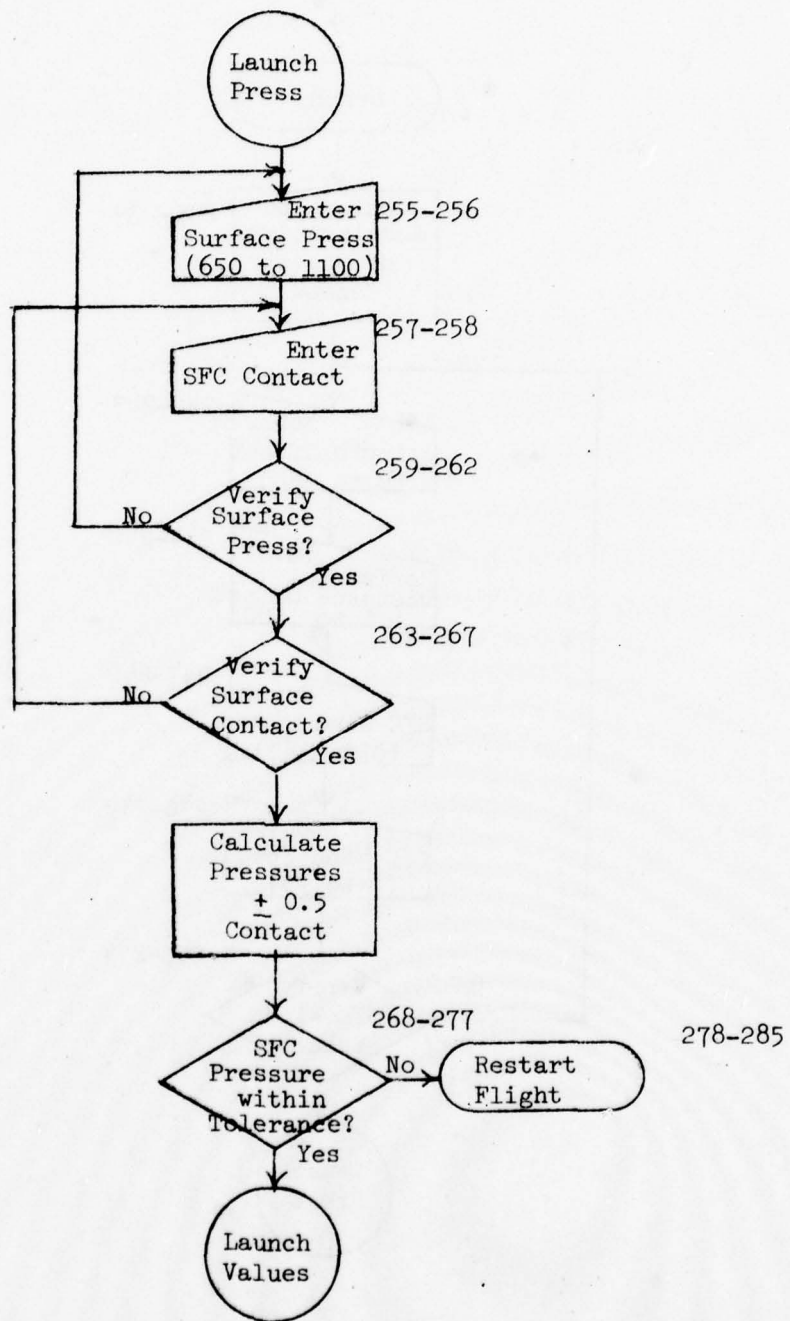 Launch
Press
Enter
Surface Press
(650 to 1100)
255-256
Enter
SFC Contact
257-258
259-262
Verify
Surface
Press?
No
Yes
263-267
Verify
Surface
Contact?
No
Yes
Calculate
Pressures
± 0.5
Contact
268-277
SFC
Pressure
within
Tolerance?
No
Yes
Restart
Flight
278-285
Launch
Values